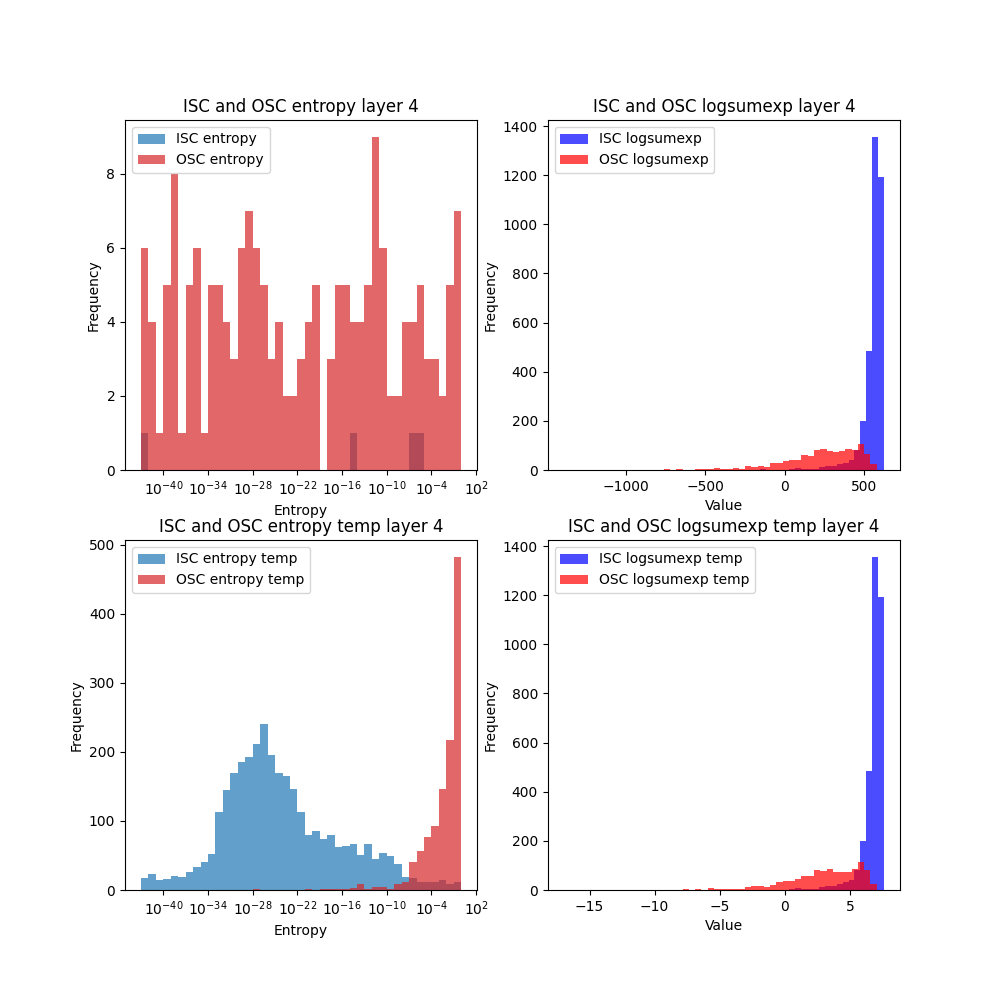 ISC and OSC entropy layer 4
ISC entropy
OSC entropy
Frequency
8
6
4
2
0
10⁻⁴⁰ 10⁻³⁴ 10⁻²⁸ 10⁻²² 10⁻¹⁶ 10⁻¹⁰ 10⁻⁴ 10²
Entropy
ISC and OSC logsumexp layer 4
ISC logsumexp
OSC logsumexp
Frequency
1400
1200
1000
800
600
400
200
0
−1000 −500 0 500
Value
ISC and OSC entropy temp layer 4
ISC entropy temp
OSC entropy temp
Frequency
500
400
300
200
100
0
10⁻⁴⁰ 10⁻³⁴ 10⁻²⁸ 10⁻²² 10⁻¹⁶ 10⁻¹⁰ 10⁻⁴ 10²
Entropy
ISC and OSC logsumexp temp layer 4
ISC logsumexp temp
OSC logsumexp temp
Frequency
1400
1200
1000
800
600
400
200
0
−15 −10 −5 0 5
Value